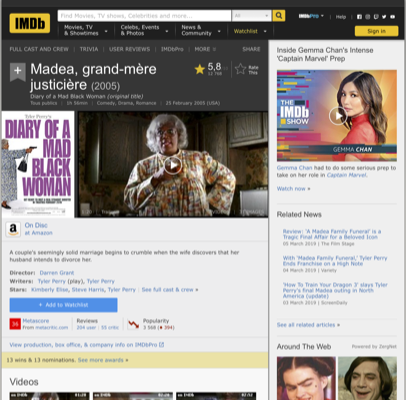 IMDb
Find Movies, TV shows, Celebrities and more...
All
IMDbPro
Help
Movies, TV
& Showtimes
Celebs, Events
& Photos
News &
Community
Watchlist
Sign in
FULL CAST AND CREW | TRIVIA | USER REVIEWS | IMDbPro | MORE
SHARE
Madea, grand-mère
justicière (2005)
Diary of a Mad Black Woman (original title)
Tous publics | 1h 56min | Comedy, Drama, Romance | 25 February 2005 (USA)
5,8
Rate
This
Tyler Perry's
DIARY OF A
MAD
BLACK
WOMAN
On Disc
at Amazon
A couple's seemingly solid marriage begins to crumble when the wife discovers that her
husband intends to divorce her.
Director: Darren Grant
Writers: Tyler Perry (play), Tyler Perry
Stars: Kimberly Elise, Steve Harris, Tyler Perry | See full cast & crew »
+ Add to Watchlist
36
Metascore
From metacritic.com
Reviews
204 user | 55 critic
Popularity
View production, box office, & company info on IMDbPro
13 wins & 13 nominations. See more awards »
Videos
Inside Gemma Chan's Intense
'Captain Marvel' Prep
THE
IMDb
SHOW
GEMMA CHAN
Gemma Chan had to do some serious prep to
take on her role in Captain Marvel.
Watch now »
Related News
Review: 'A Madea Family Funeral' is a
Tragic Final Affair for a Beloved Icon
05 March 2019 | The Film Stage
With 'Madea Family Funeral,' Tyler
Perry Ends Franchise on a High Note
04 March 2019 | Variety
'How To Train Your Dragon 3' slays Tyler
Perry's final Madea outing in North
America (update)
03 March 2019 | ScreenDaily
See all related articles »
Around The Web
Powered by ZergNet